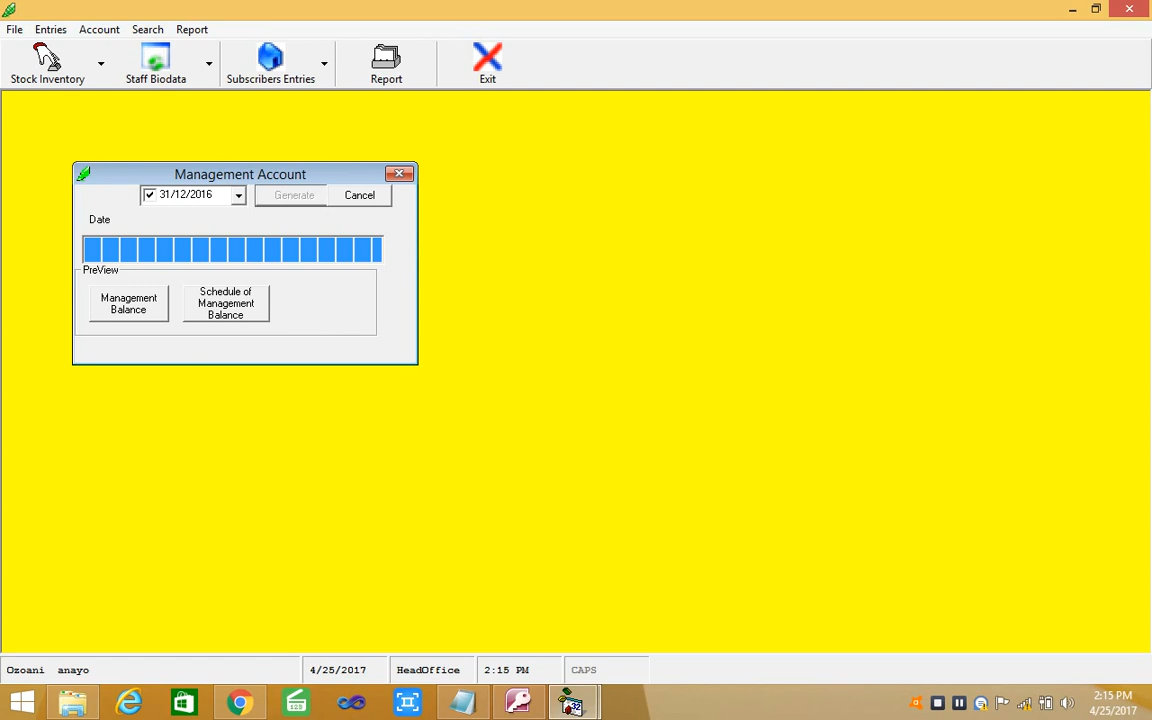 File Entries Account Search Report
Stock Inventory Staff Biodata Subscribers Entries Report Exit
Management Account
31/12/2016 Generate Cancel
Date
PreView
Management
Balance
Schedule of
Management
Balance
Ozoani anayo 4/25/2017 HeadOffice 2:15 PM CAPS
123
32
2:15 PM
4/25/2017